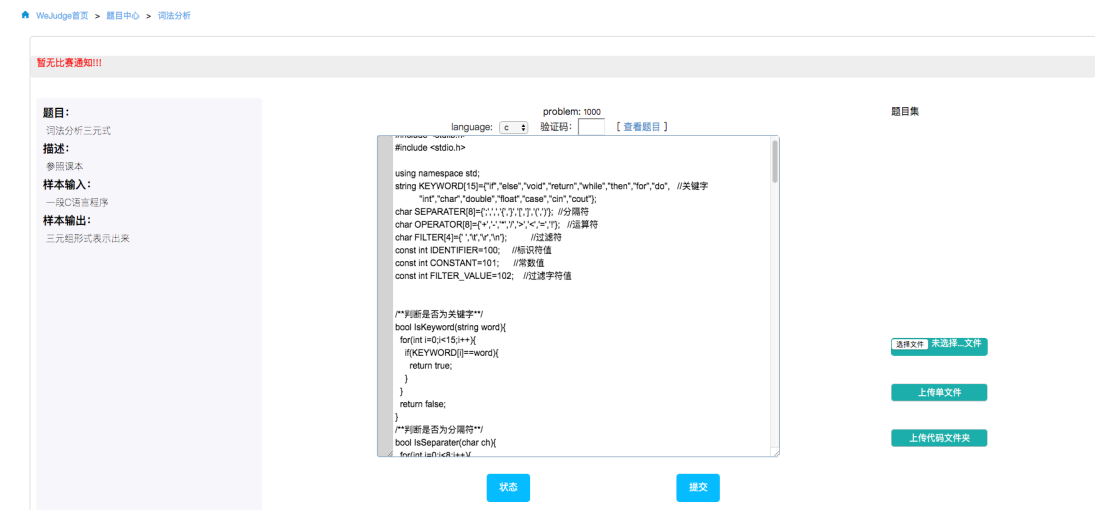 WeJudge首页 > 题目中心 > 词法分析
暂无比赛通知!!!
题目:
词法分析三元式
描述:
参照课本
样本输入:
一段C语言程序
样本输出:
三元组形式表示出来
problem: 1000
language: c 验证码: [ 查看题目 ]
#include <stdlib.h>
#include <stdio.h>
using namespace std;
string KEYWORD[15]={"if","else","void","return","while","then","for","do", //关键字
"int","char","double","float","case","cin","cout"};
char SEPARATER[8]={';',',','{','}','[',']','(',')'}; //分隔符
char OPERATOR[8]={'+','-','*','/','>','<','=','!'}; //运算符
char FILTER[4]={' ','\t','\r','\n'}; //过滤符
const int IDENTIFIER=100; //标识符值
const int CONSTANT=101; //常数值
const int FILTER_VALUE=102; //过滤字符值
/**判断是否为关键字**/
bool IsKeyword(string word){
for(int i=0;i<15;i++){
if(KEYWORD[i]==word){
return true;
}
}
return false;
}
/**判断是否为分隔符**/
bool IsSeparater(char ch){
for(int i=0;i<8;i++){
状态
提交
题目集
选择文件 未选择...文件
上传单文件
上传代码文件夹